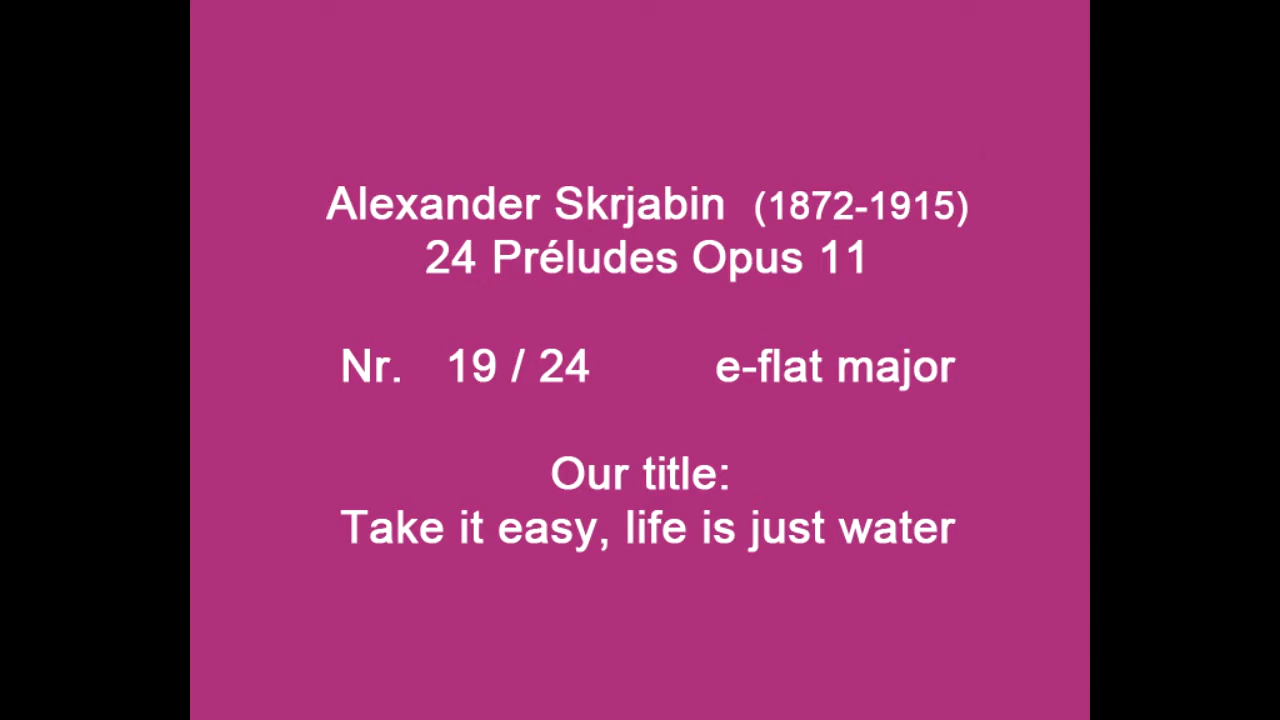 Alexander Skrjabin (1872-1915)
24 Préludes Opus 11
Nr. 19 / 24 e-flat major
Our title:
Take it easy, life is just water